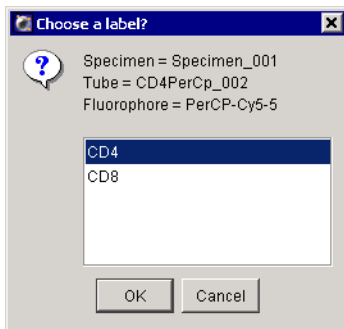 Choose a label?
Specimen = Specimen_001
Tube = CD4PerCp_002
Fluorophore = PerCP-Cy5-5
CD4
CD8
OK
Cancel